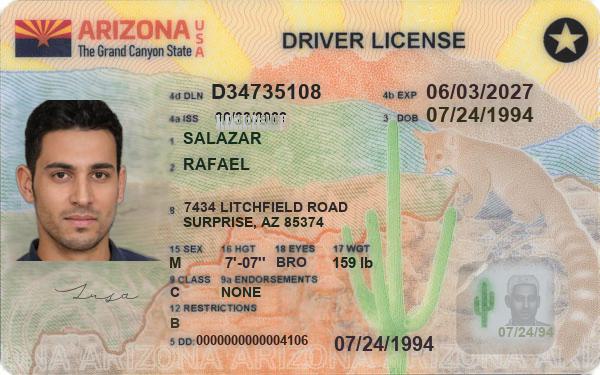 ARIZONA USA
The Grand Canyon State
DRIVER LICENSE
4d DLN D34735108
4b EXP 06/03/2027
4a ISS
3 DOB 07/24/1994
1 SALAZAR
2 RAFAEL
8 7434 LITCHFIELD ROAD
SURPRISE, AZ 85374
15 SEX 16 HGT 18 EYES 17 WGT
M 7'-07" BRO 159 lb
9 CLASS 9a ENDORSEMENTS
C NONE
12 RESTRICTIONS
B
5 DD: 0000000000004106
07/24/1994
07/24/94
ARIZONA ARIZONA ARIZONA ARIZONA